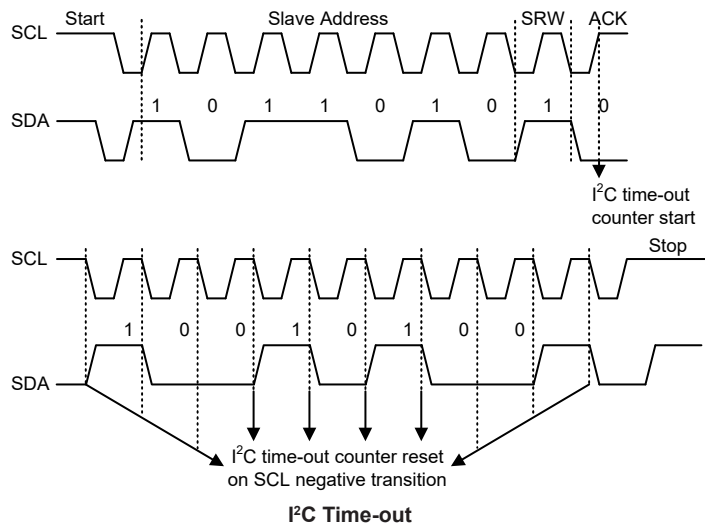 Start Slave Address SRW ACK
SCL
1 0 1 1 0 1 0 1 0
SDA
I²C time-out
counter start
Stop
SCL
1 0 0 1 0 1 0 0
SDA
I²C time-out counter reset
on SCL negative transition
I²C Time-out